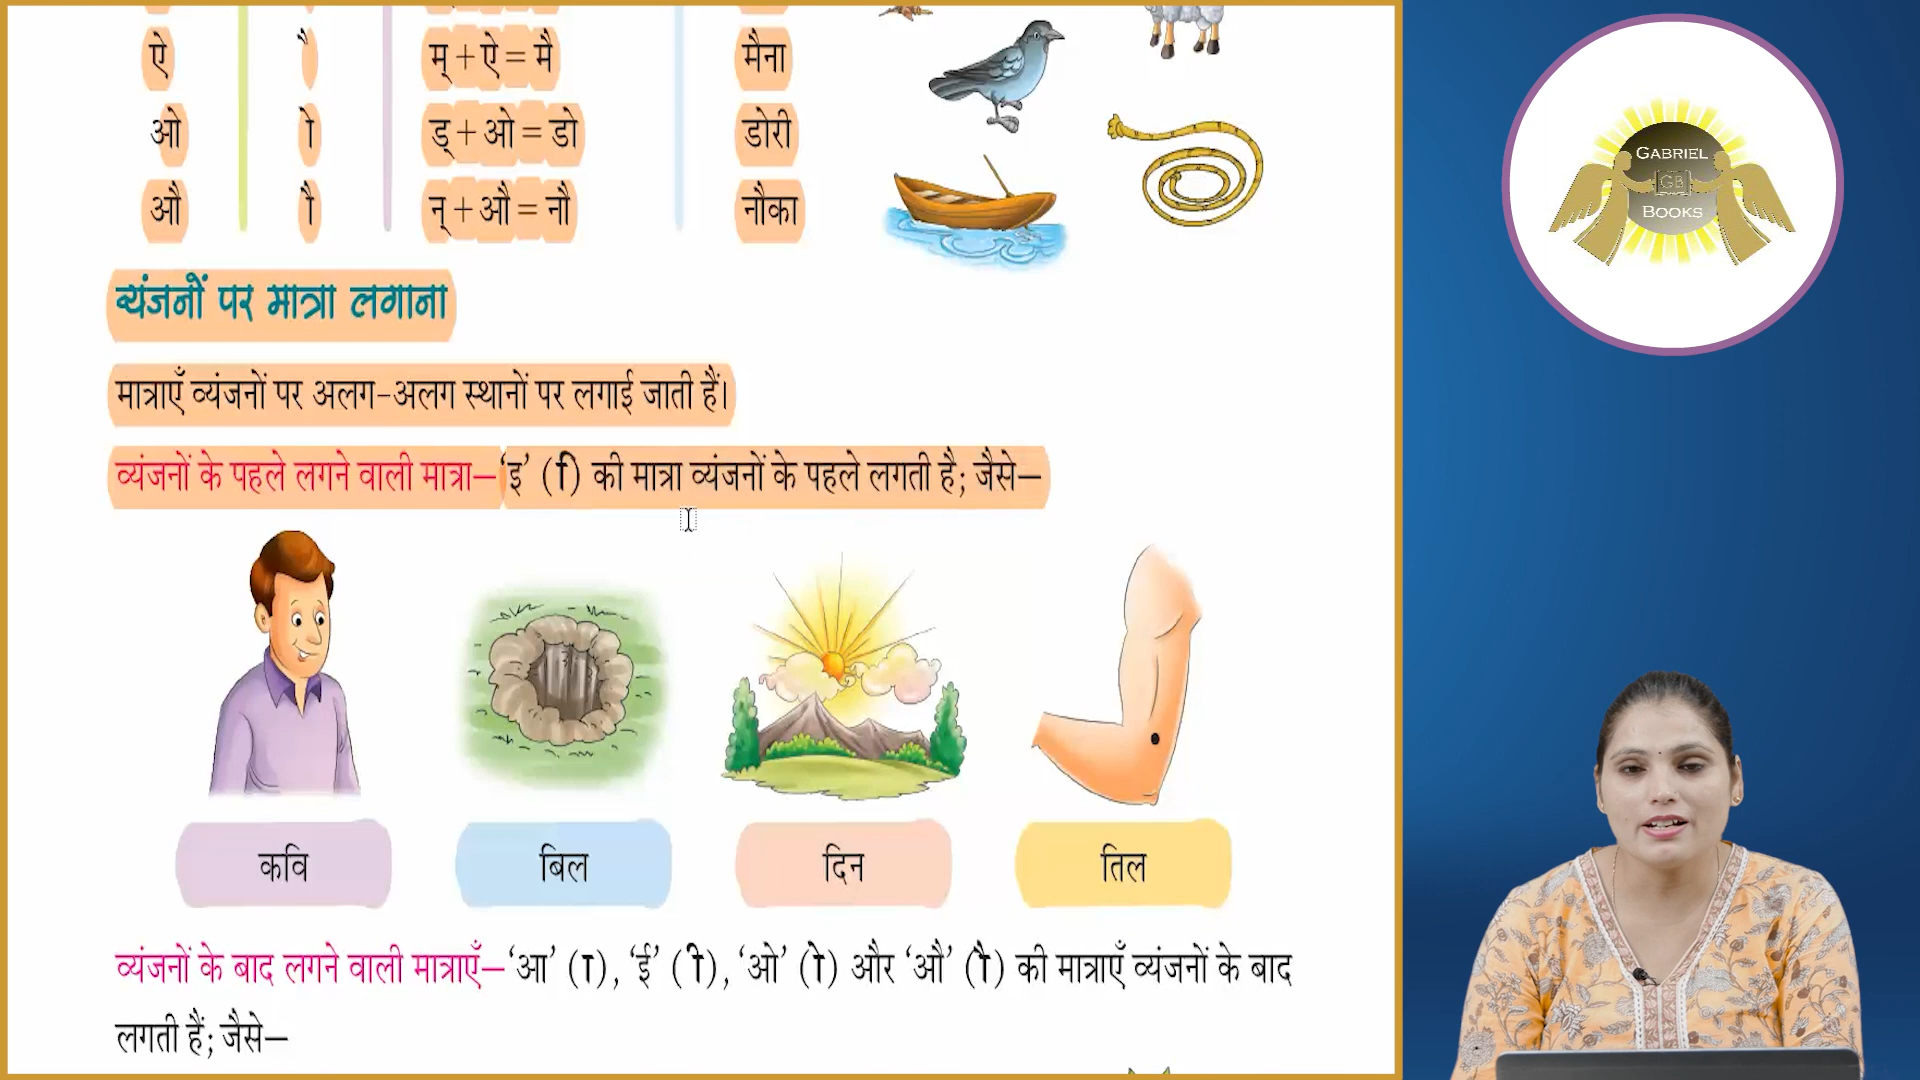 ऐ ै म् + ऐ = मै मैना
ओ ो ड् + ओ = डो डोरी
औ ौ न् + औ = नौ नौका
व्यंजनों पर मात्रा लगाना
मात्राएँ व्यंजनों पर अलग-अलग स्थानों पर लगाई जाती हैं।
व्यंजनों के पहले लगने वाली मात्रा–‘इ’ (ि) की मात्रा व्यंजनों के पहले लगती है; जैसे–
कवि बिल दिन तिल
व्यंजनों के बाद लगने वाली मात्राएँ–‘आ’ (ा), ‘ई’ (ी), ‘ओ’ (ो) और ‘औ’ (ौ) की मात्राएँ व्यंजनों के बाद
लगती हैं; जैसे–
GABRIEL
GB
BOOKS